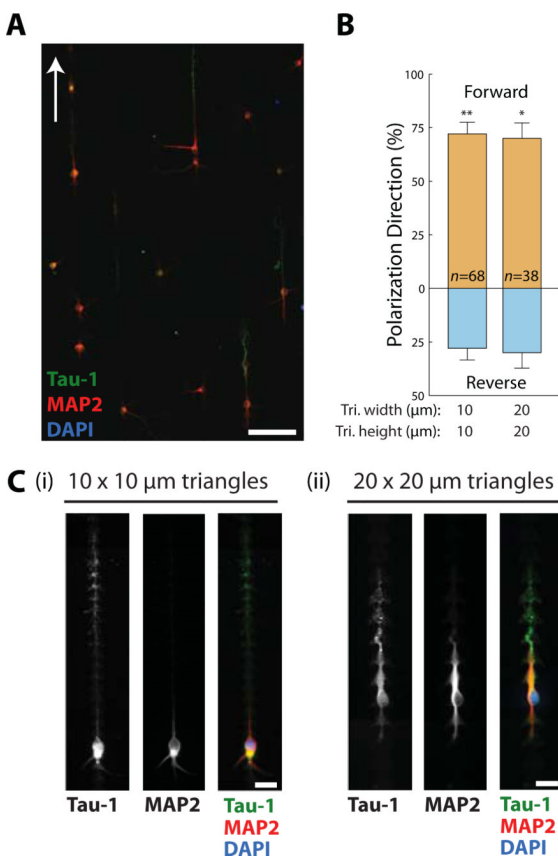 A
Tau-1
MAP2
DAPI
B
Polarization Direction (%)
100
75
50
25
0
25
50
Forward
** *
n=68 n=38
Reverse
Tri. width (μm): 10 20
Tri. height (μm): 10 20
C (i) 10 x 10 μm triangles
Tau-1 MAP2 Tau-1
MAP2
DAPI
(ii) 20 x 20 μm triangles
Tau-1 MAP2 Tau-1
MAP2
DAPI